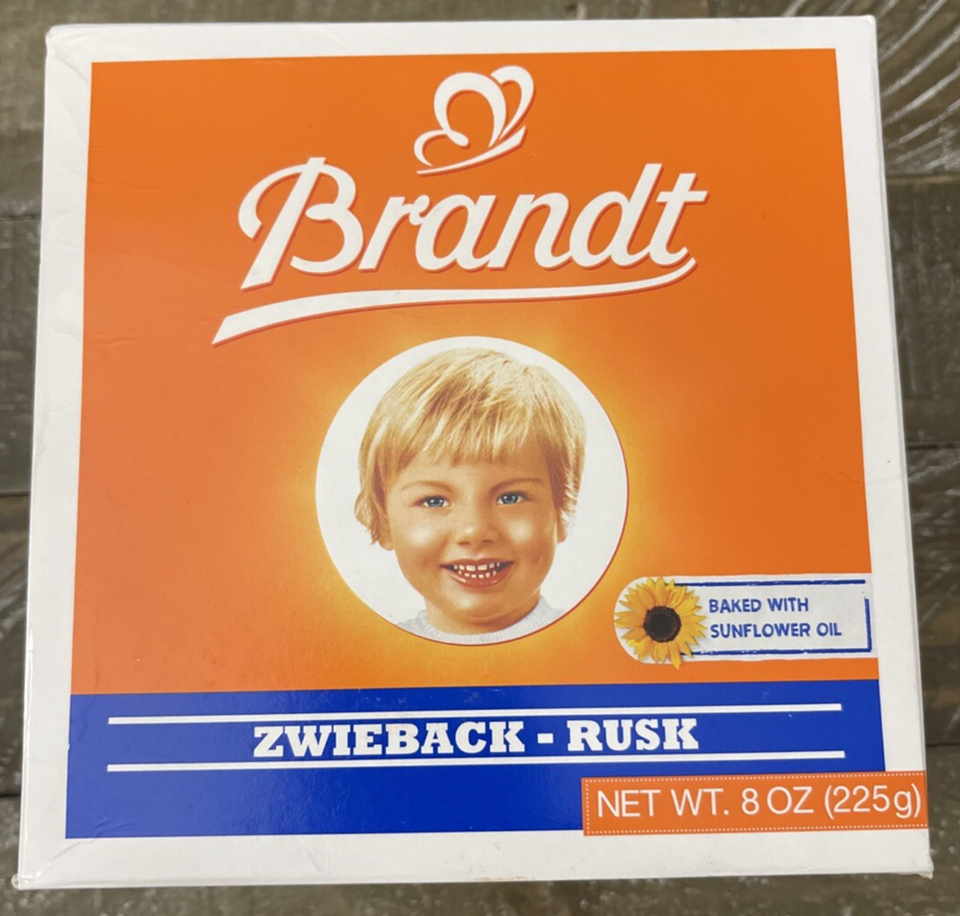 Brandt
BAKED WITH
SUNFLOWER OIL
ZWIEBACK - RUSK
NET WT. 8 OZ (225g)